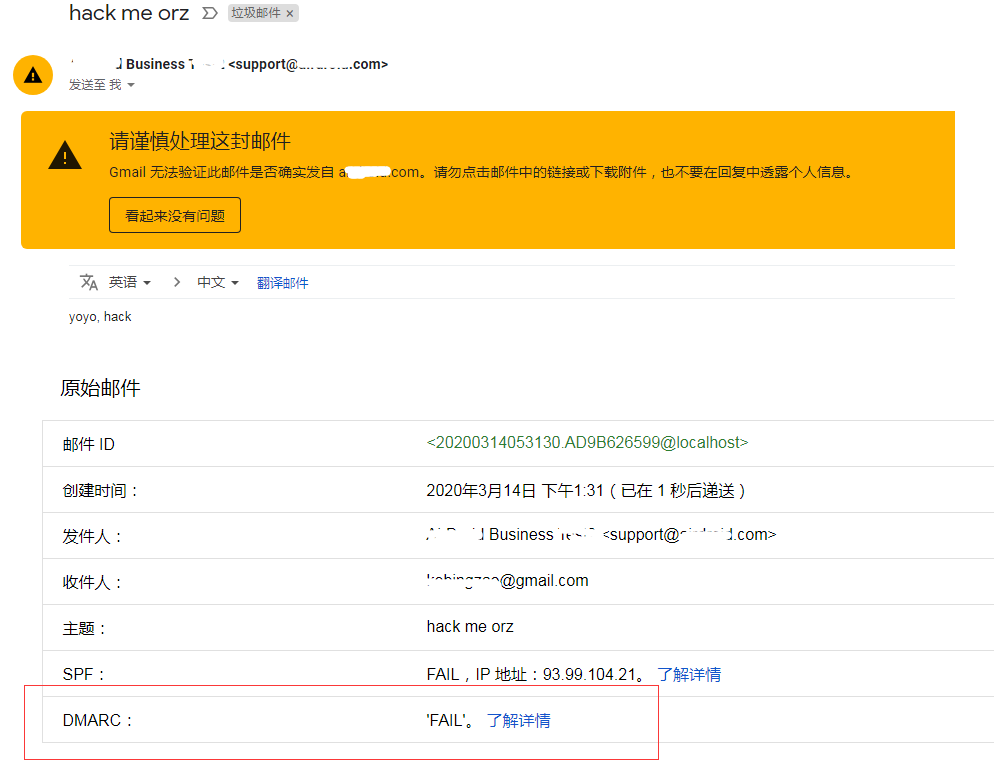 hack me orz 垃圾邮件 ×
Business <support@ .com>
发送至 我
请谨慎处理这封邮件
Gmail 无法验证此邮件是否确实发自 .com。请勿点击邮件中的链接或下载附件，也不要在回复中透露个人信息。
看起来没有问题
英语 > 中文 翻译邮件
yoyo, hack
原始邮件
邮件 ID <20200314053130.AD9B626599@localhost>
创建时间： 2020年3月14日 下午1:31（已在 1 秒后递送）
发件人： Business <support@ .com>
收件人： @gmail.com
主题： hack me orz
SPF： FAIL，IP 地址：93.99.104.21。 了解详情
DMARC： 'FAIL'。 了解详情